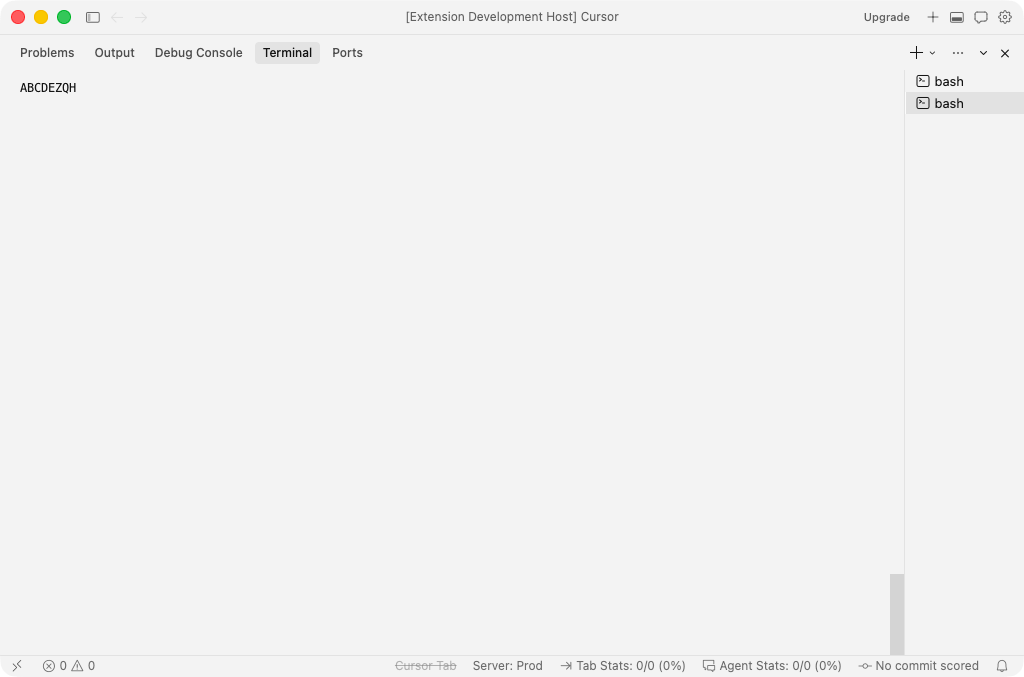 [Extension Development Host] Cursor
Upgrade
Problems Output Debug Console Terminal Ports
ABCDEZQH
bash
bash
0 0 Cursor Tab Server: Prod Tab Stats: 0/0 (0%) Agent Stats: 0/0 (0%) No commit scored